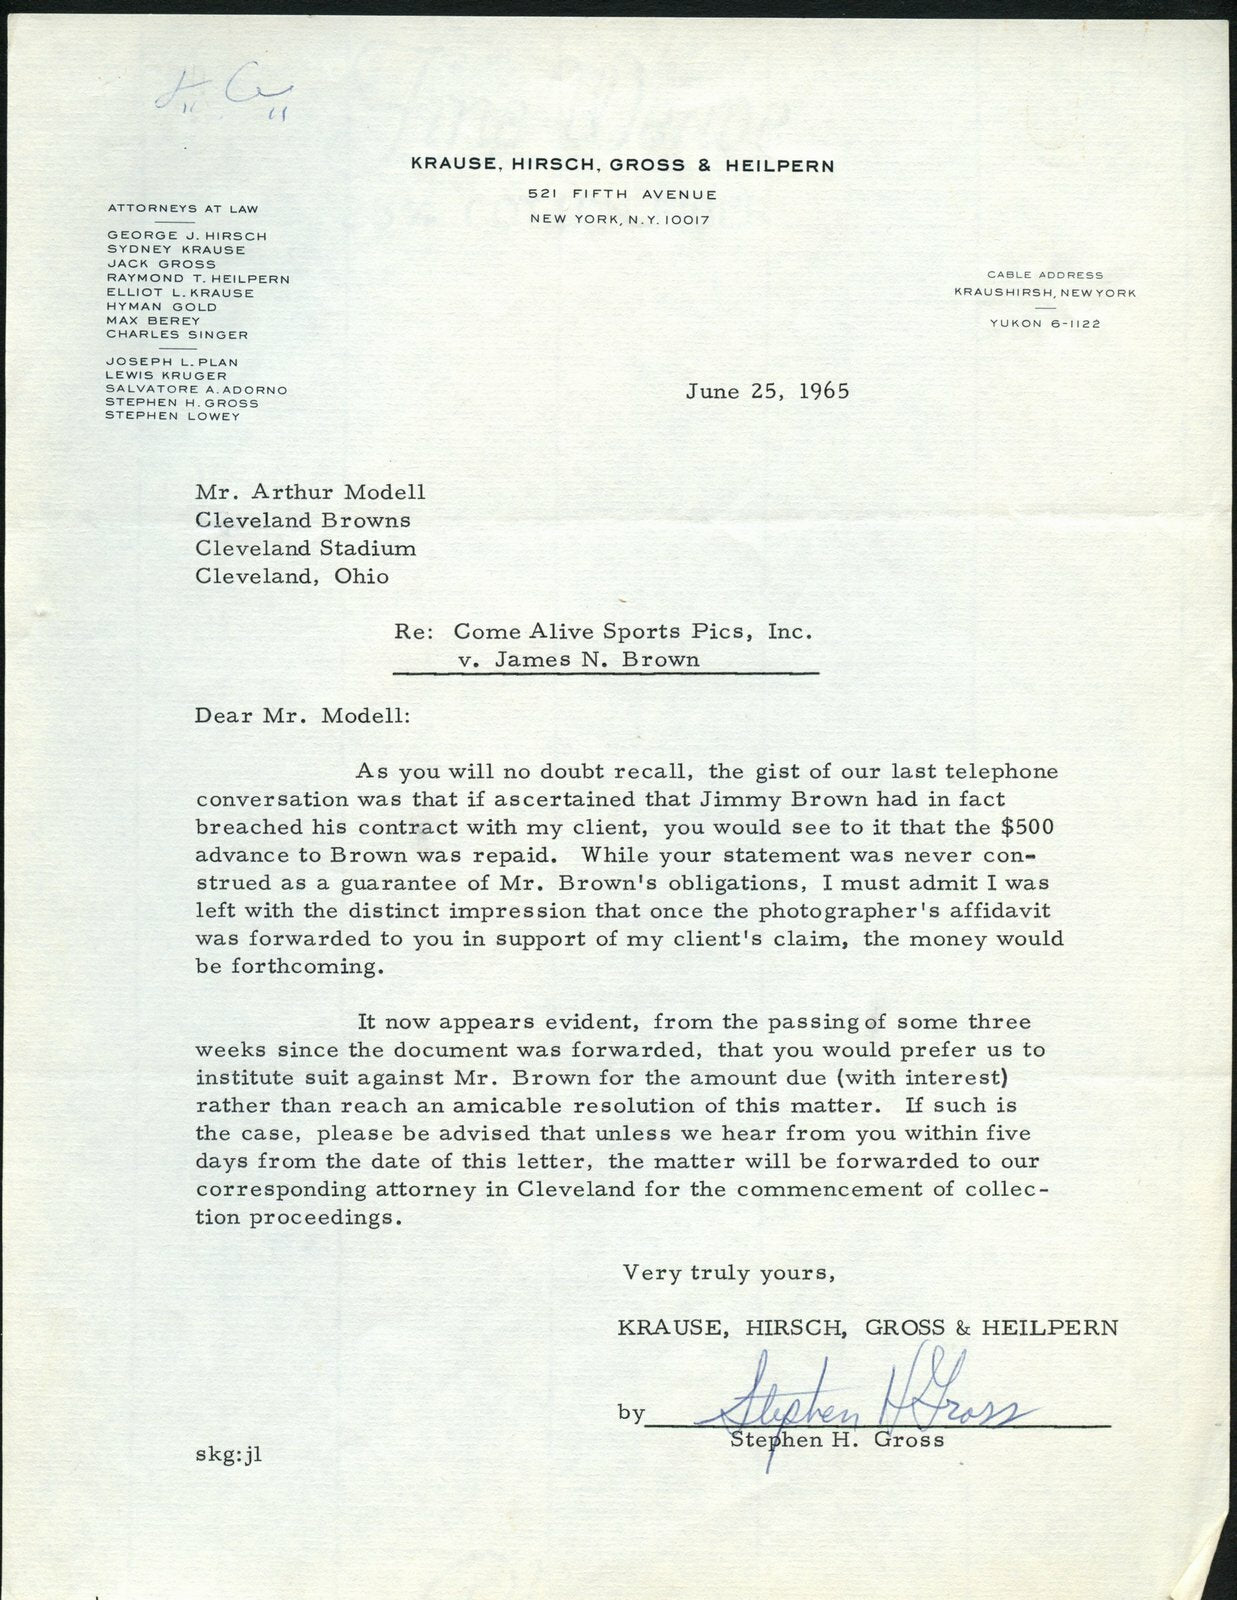 KRAUSE, HIRSCH, GROSS & HEILPERN
521 FIFTH AVENUE
NEW YORK, N.Y. 10017
ATTORNEYS AT LAW
GEORGE J. HIRSCH
SYDNEY KRAUSE
JACK GROSS
RAYMOND T. HEILPERN
ELLIOT L. KRAUSE
HYMAN GOLD
MAX BEREY
CHARLES SINGER
JOSEPH L. PLAN
LEWIS KRUGER
SALVATORE A. ADORNO
STEPHEN H. GROSS
STEPHEN LOWEY
CABLE ADDRESS
KRAUSHIRSH, NEW YORK
YUKON 6-1122
June 25, 1965
Mr. Arthur Modell
Cleveland Browns
Cleveland Stadium
Cleveland, Ohio
Re: Come Alive Sports Pics, Inc.
v. James N. Brown
Dear Mr. Modell:
As you will no doubt recall, the gist of our last telephone
conversation was that if ascertained that Jimmy Brown had in fact
breached his contract with my client, you would see to it that the $500
advance to Brown was repaid. While your statement was never con-
strued as a guarantee of Mr. Brown's obligations, I must admit I was
left with the distinct impression that once the photographer's affidavit
was forwarded to you in support of my client's claim, the money would
be forthcoming.
It now appears evident, from the passing of some three
weeks since the document was forwarded, that you would prefer us to
institute suit against Mr. Brown for the amount due (with interest)
rather than reach an amicable resolution of this matter. If such is
the case, please be advised that unless we hear from you within five
days from the date of this letter, the matter will be forwarded to our
corresponding attorney in Cleveland for the commencement of collec-
tion proceedings.
Very truly yours,
KRAUSE, HIRSCH, GROSS & HEILPERN
by Stephen H Gross
Stephen H. Gross
skg:jl